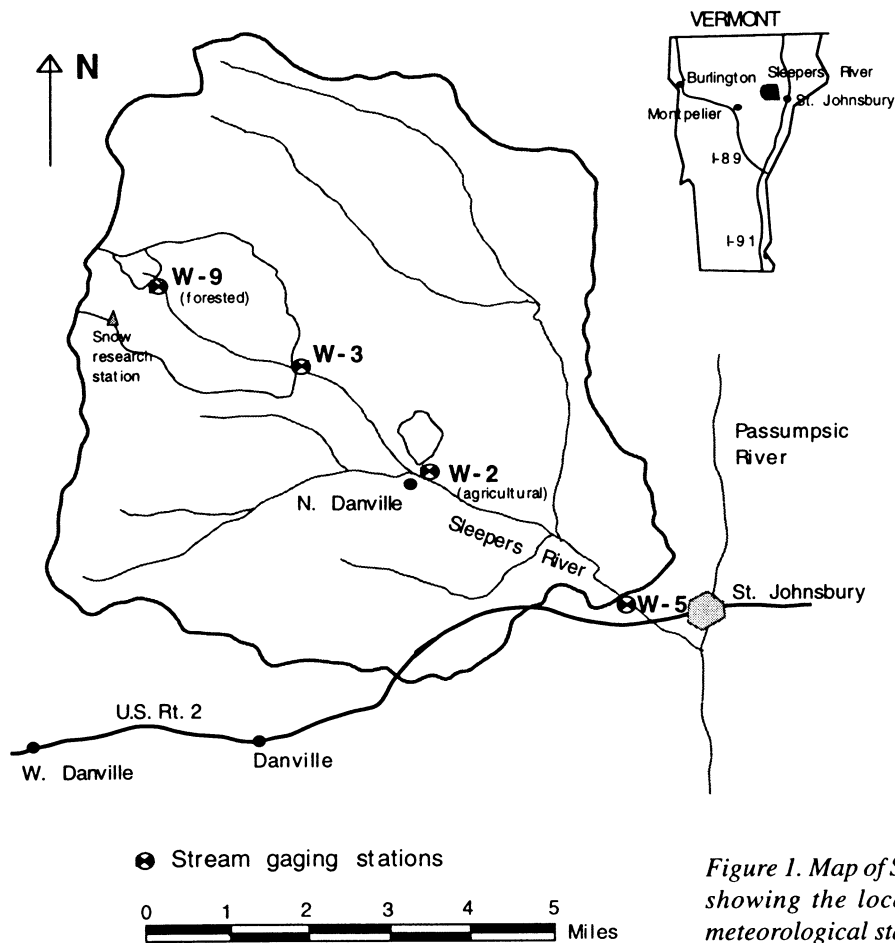 VERMONT
N
Burlington
Sleepers River
St. Johnsbury
Montpelier
I-89
I-91
W-9
(forested)
Snow
research
station
W-3
Passumpsic
River
W-2
(agricultural)
N. Danville
Sleepers River
W-5
St. Johnsbury
U.S. Rt. 2
Danville
W. Danville
Stream gaging stations
0 1 2 3 4 5
Miles
Figure 1. Map of S
showing the loca
meteorological sta